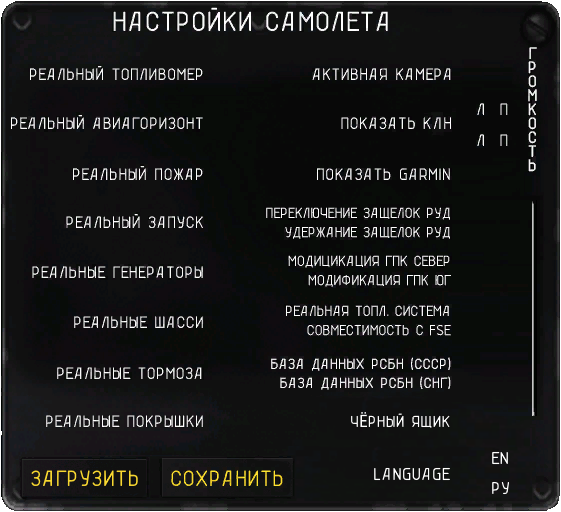 НАСТРОЙКИ САМОЛЕТА
ГРОМКОСТЬ
РЕАЛЬНЫЙ ТОПЛИВОМЕР
АКТИВНАЯ КАМЕРА
Л П
РЕАЛЬНЫЙ АВИАГОРИЗОНТ
ПОКАЗАТЬ КЛН
Л П
РЕАЛЬНЫЙ ПОЖАР
ПОКАЗАТЬ GARMIN
РЕАЛЬНЫЙ ЗАПУСК
ПЕРЕКЛЮЧЕНИЕ ЗАЩЕЛОК РУД
УДЕРЖАНИЕ ЗАЩЕЛОК РУД
РЕАЛЬНЫЕ ГЕНЕРАТОРЫ
МОДИЦИКАЦИЯ ГПК СЕВЕР
МОДИФИКАЦИЯ ГПК ЮГ
РЕАЛЬНЫЕ ШАССИ
РЕАЛЬНАЯ ТОПЛ. СИСТЕМА
СОВМЕСТИМОСТЬ С FSE
РЕАЛЬНЫЕ ТОРМОЗА
БАЗА ДАННЫХ РСБН (СССР)
БАЗА ДАННЫХ РСБН (СНГ)
РЕАЛЬНЫЕ ПОКРЫШКИ
ЧЁРНЫЙ ЯЩИК
ЗАГРУЗИТЬ
СОХРАНИТЬ
LANGUAGE
EN
РУ